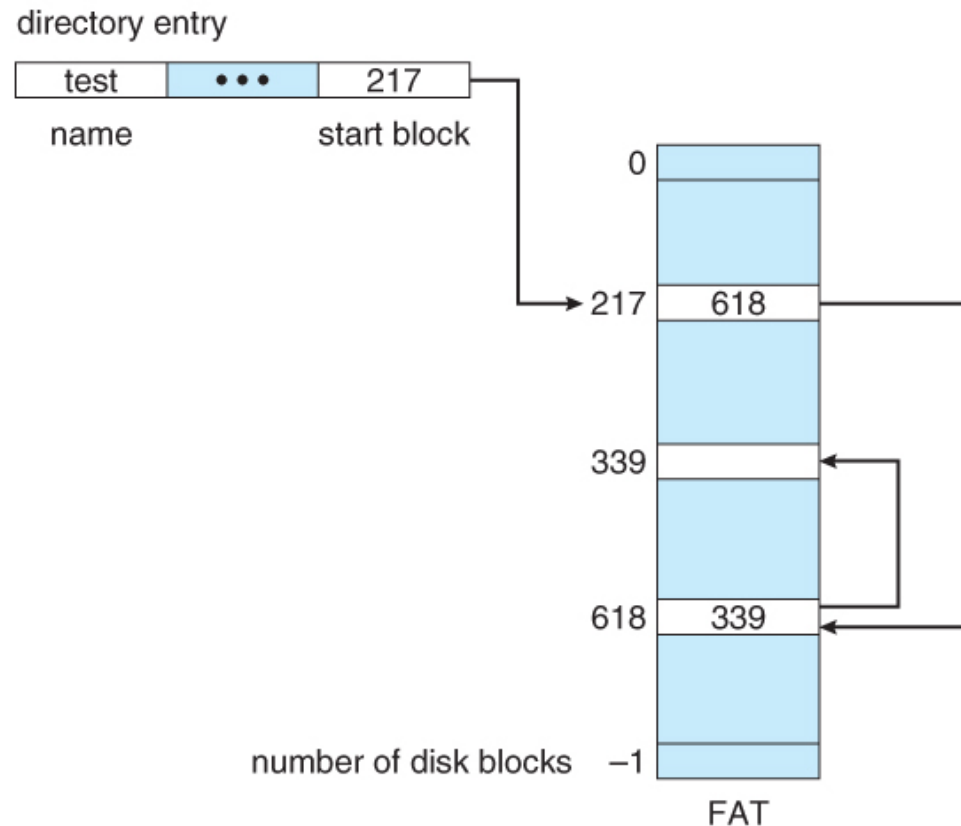 directory entry
test ••• 217
name start block
0
217 618
339
618 339
number of disk blocks –1
FAT